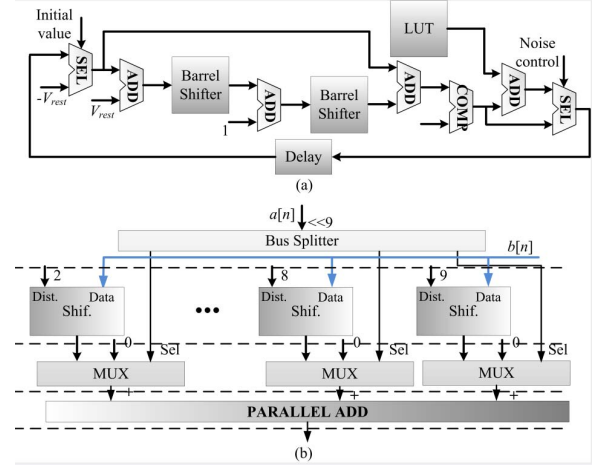 Initial
value
LUT
Noise
control
SEL
ADD
Barrel
Shifter
ADD
Barrel
Shifter
ADD
COMP
ADD
SEL
-Vrest
Vrest
1
Delay
(a)
a[n]
<<9
Bus Splitter
b[n]
2
8
9
Dist. Data
Shif.
Dist. Data
Shif.
Dist. Data
Shif.
•••
0
Sel
0
Sel
0
Sel
MUX
MUX
MUX
+
+
+
PARALLEL ADD
(b)